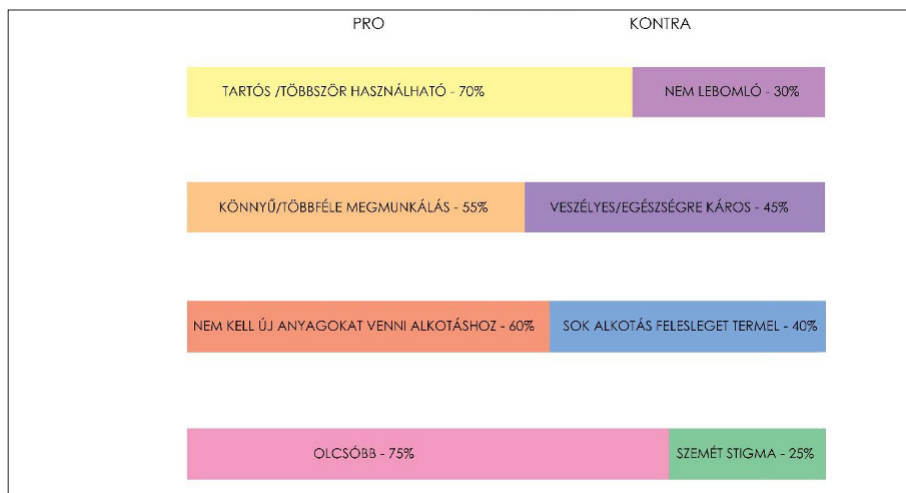 PRO KONTRA
TARTÓS /TÖBBSZÖR HASZNÁLHATÓ - 70% NEM LEBOMLÓ - 30%
KÖNNYŰ/TÖBBFÉLE MEGMUNKÁLÁS - 55% VESZÉLYES/EGÉSZSÉGRE KÁROS - 45%
NEM KELL ÚJ ANYAGOKAT VENNI ALKOTÁSHOZ - 60% SOK ALKOTÁS FELESLEGET TERMEL - 40%
OLCSÓBB - 75% SZEMÉT STIGMA - 25%